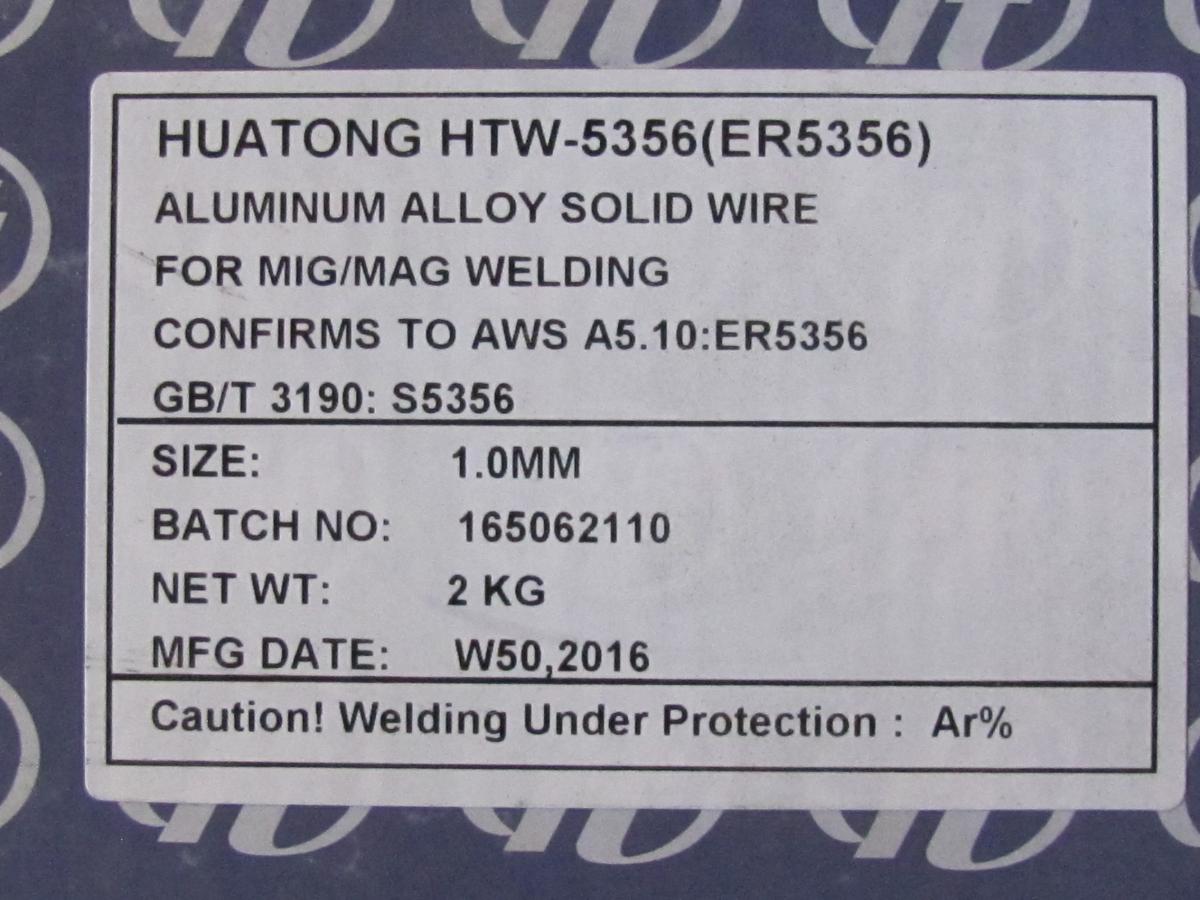 HUATONG HTW-5356(ER5356)
ALUMINUM ALLOY SOLID WIRE
FOR MIG/MAG WELDING
CONFIRMS TO AWS A5.10:ER5356
GB/T 3190: S5356
SIZE: 1.0MM
BATCH NO: 165062110
NET WT: 2 KG
MFG DATE: W50,2016
Caution! Welding Under Protection : Ar%